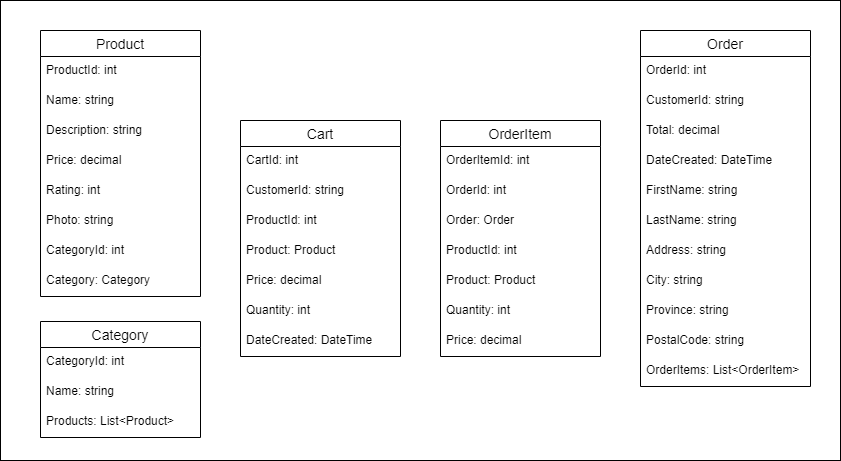 Product
ProductId: int
Name: string
Description: string
Price: decimal
Rating: int
Photo: string
CategoryId: int
Category: Category
Category
CategoryId: int
Name: string
Products: List<Product>
Cart
CartId: int
CustomerId: string
ProductId: int
Product: Product
Price: decimal
Quantity: int
DateCreated: DateTime
OrderItem
OrderItemId: int
OrderId: int
Order: Order
ProductId: int
Product: Product
Quantity: int
Price: decimal
Order
OrderId: int
CustomerId: string
Total: decimal
DateCreated: DateTime
FirstName: string
LastName: string
Address: string
City: string
Province: string
PostalCode: string
OrderItems: List<OrderItem>